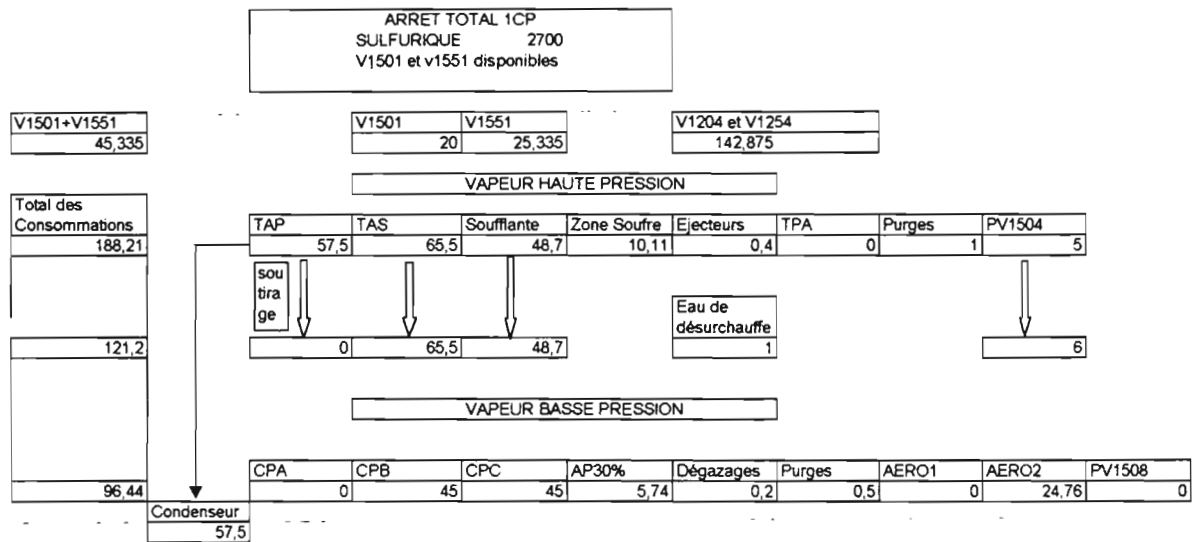 ARRET TOTAL 1CP
SULFURIQUE 2700
V1501 et v1551 disponibles
V1501+V1551 V1501 V1551 V1204 et V1254
45,335 20 25,335 142,875
VAPEUR HAUTE PRESSION
Total des
Consommations TAP TAS Soufflante Zone Soufre Ejecteurs TPA Purges PV1504
188,21 57,5 65,5 48,7 10,11 0,4 0 1 5
sou
tira
ge
Eau de
désurchauffe
121,2 0 65,5 48,7 1 6
VAPEUR BASSE PRESSION
CPA CPB CPC AP30% Dégazages Purges AERO1 AERO2 PV1508
96,44 0 45 45 5,74 0,2 0,5 0 24,76 0
Condenseur
57,5